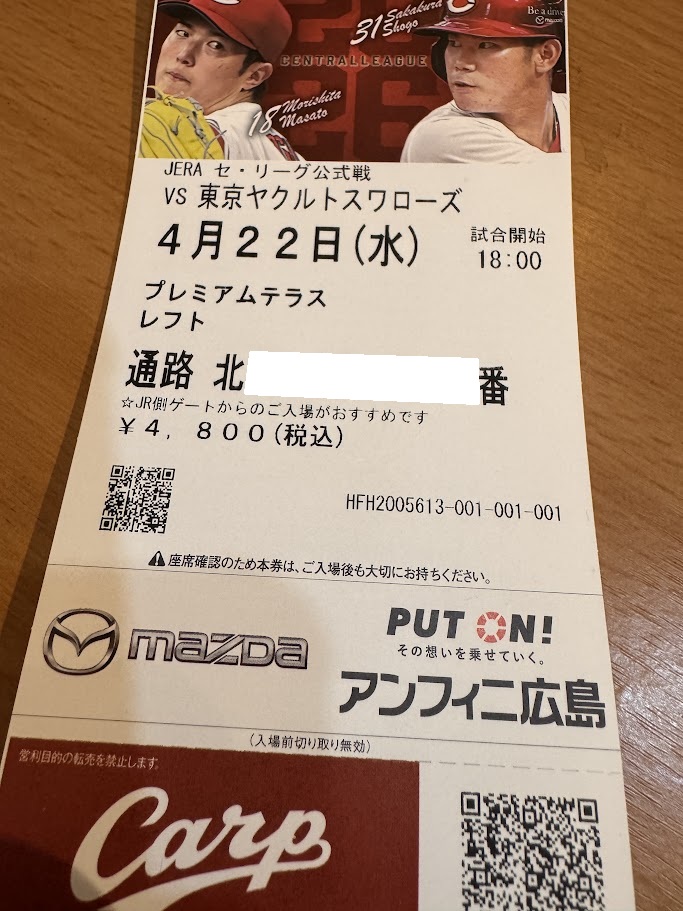 31 Sakakura
Shogo
Be a driver.
mazda
CENTRAL LEAGUE
18 Morishita
Masato
JERA セ・リーグ公式戦
VS 東京ヤクルトスワローズ
4月22日(水)
試合開始
18:00
プレミアムテラス
レフト
通路 北
番
☆JR側ゲートからのご入場がおすすめです
¥4，800(税込)
HFH2005613-001-001-001
座席確認のため本券は、ご入場後も大切にお持ちください。
mazda
PUT ON!
その想いを乗せていく。
アンフィニ広島
(入場前切り取り無効)
営利目的の転売を禁止します。
Carp